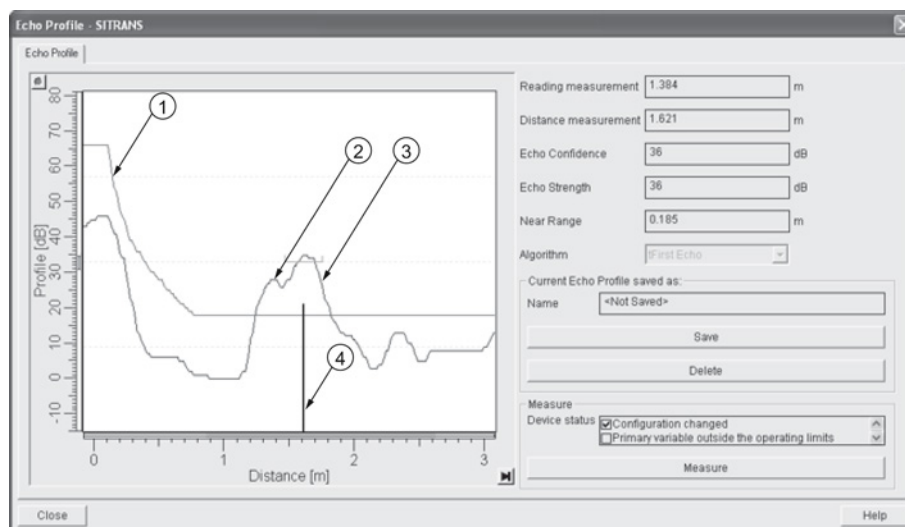 Echo Profile - SITRANS
Echo Profile
80
70
60
50
40
30
20
10
0
-10
Profile [dB]
0
1
2
3
Distance [m]
1
2
3
4
Reading measurement 1.384 m
Distance measurement 1.621 m
Echo Confidence 36 dB
Echo Strength 36 dB
Near Range 0.185 m
Algorithm tFirst Echo
Current Echo Profile saved as:
Name <Not Saved>
Save
Delete
Measure
Device status Configuration changed
Primary variable outside the operating limits
Measure
Close
Help